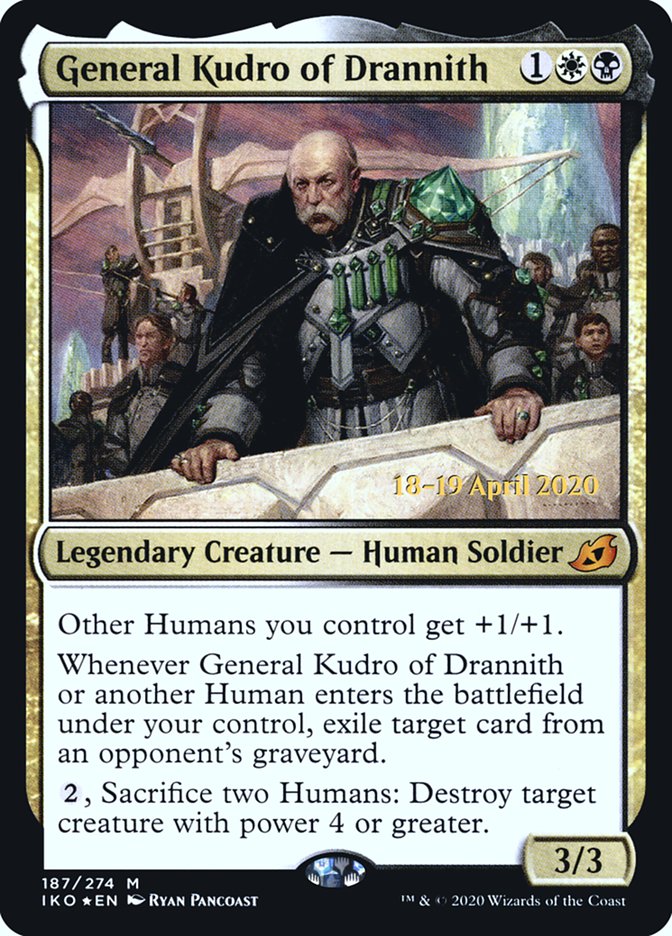 General Kudro of Drannith 1
18–19 April 2020
Legendary Creature — Human Soldier
Other Humans you control get +1/+1.
Whenever General Kudro of Drannith
or another Human enters the battlefield
under your control, exile target card from
an opponent's graveyard.
2, Sacrifice two Humans: Destroy target
creature with power 4 or greater.
3/3
187/274 M
IKO ★ EN Ryan Pancoast
™ & © 2020 Wizards of the Coast